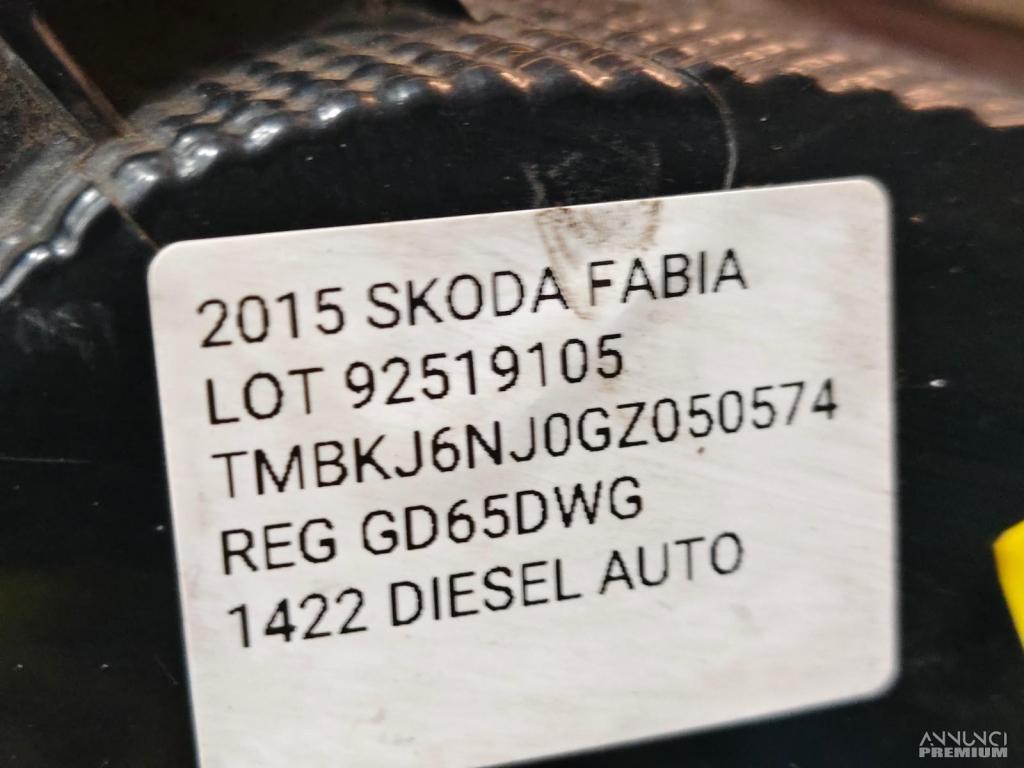 2015 SKODA FABIA
LOT 92519105
TMBKJ6NJ0GZ050574
REG GD65DWG
1422 DIESEL AUTO
ANNUNCI
PREMIUM